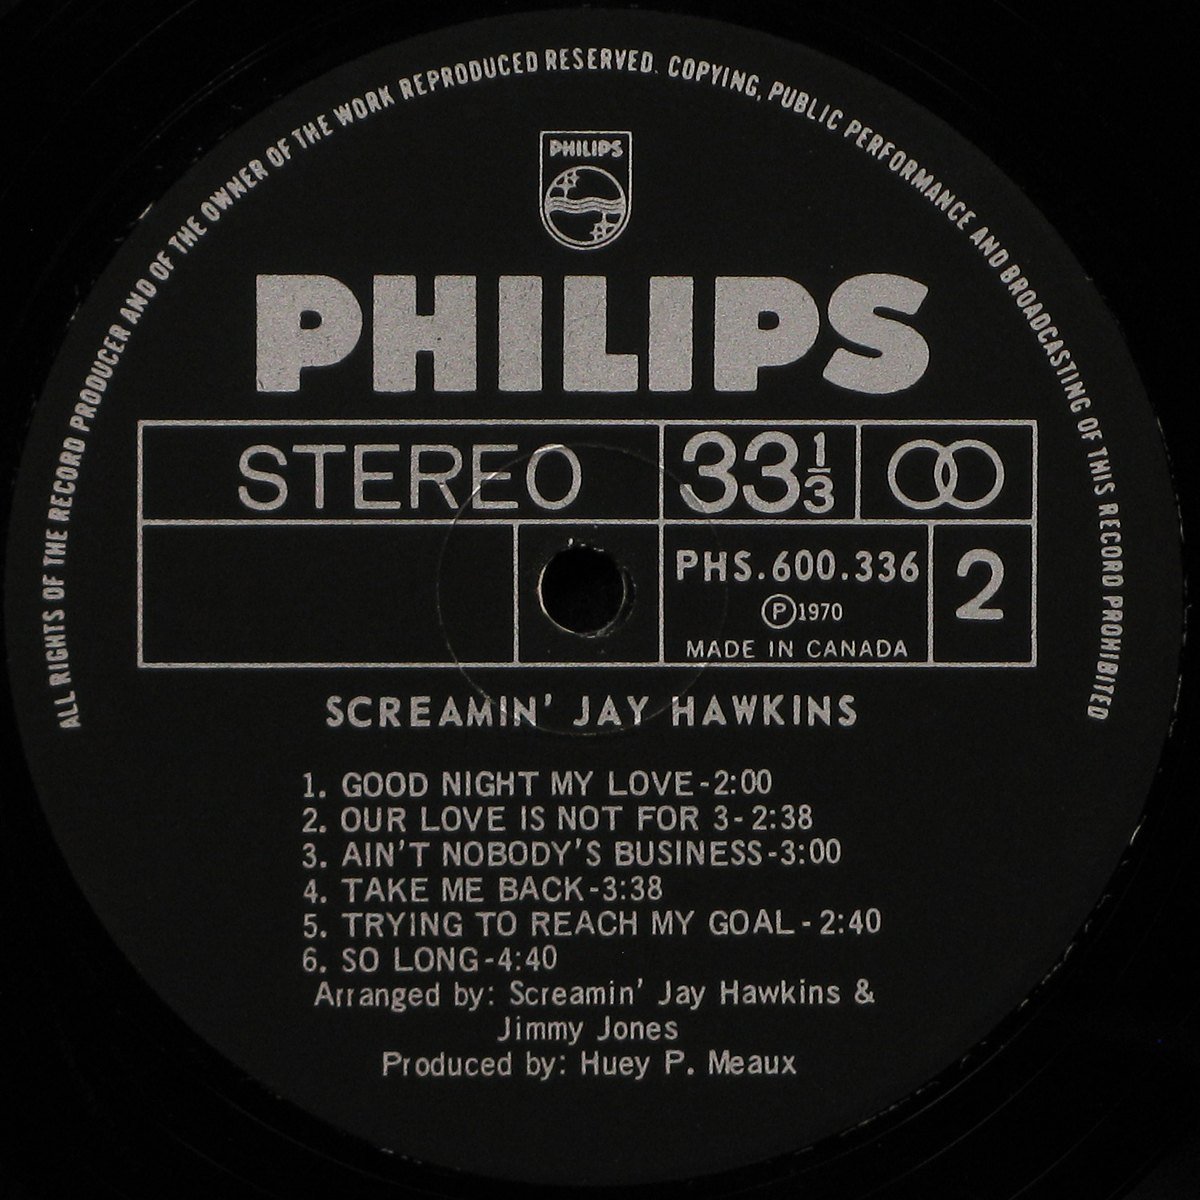 ALL RIGHTS OF THE RECORD PRODUCER AND OF THE OWNER OF THE WORK REPRODUCED RESERVED. COPYING, PUBLIC PERFORMANCE AND BROADCASTING OF THIS RECORD PROHIBITED
PHILIPS
PHILIPS
STEREO 33 1/3
PHS.600.336 2
Ⓟ1970
MADE IN CANADA
SCREAMIN' JAY HAWKINS
1. GOOD NIGHT MY LOVE-2:00
2. OUR LOVE IS NOT FOR 3-2:38
3. AIN'T NOBODY'S BUSINESS-3:00
4. TAKE ME BACK-3:38
5. TRYING TO REACH MY GOAL-2:40
6. SO LONG-4:40
Arranged by: Screamin' Jay Hawkins &
Jimmy Jones
Produced by: Huey P. Meaux